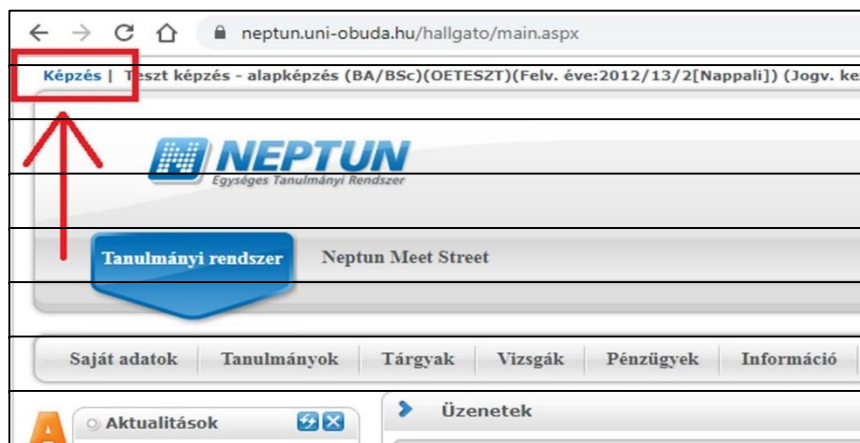 neptun.uni-obuda.hu/hallgato/main.aspx
Képzés | Teszt képzés - alapképzés (BA/BSc)(OETESZT)(Felv. éve:2012/13/2[Nappali]) (Jogv. ke
NEPTUN
Egységes Tanulmányi Rendszer
Tanulmányi rendszer Neptun Meet Street
Saját adatok Tanulmányok Tárgyak Vizsgák Pénzügyek Információ
A Aktualitások Üzenetek